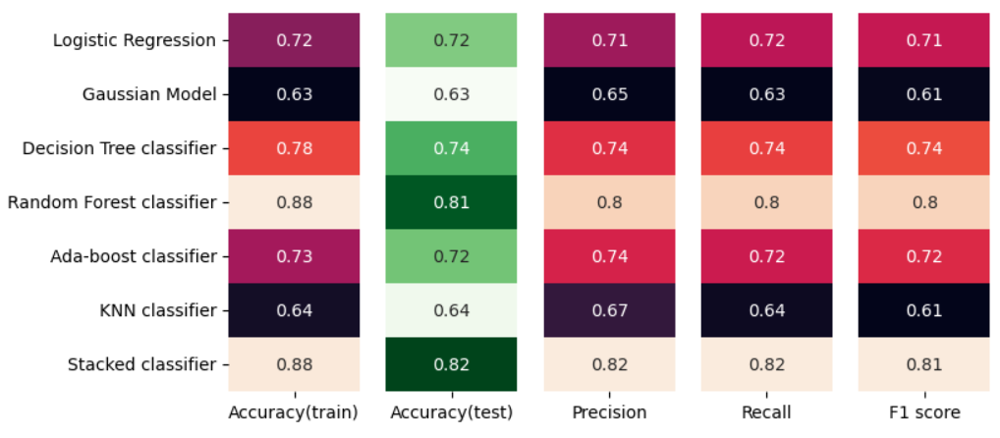 Logistic Regression 0.72 0.72 0.71 0.72 0.71
Gaussian Model 0.63 0.63 0.65 0.63 0.61
Decision Tree classifier 0.78 0.74 0.74 0.74 0.74
Random Forest classifier 0.88 0.81 0.8 0.8 0.8
Ada-boost classifier 0.73 0.72 0.74 0.72 0.72
KNN classifier 0.64 0.64 0.67 0.64 0.61
Stacked classifier 0.88 0.82 0.82 0.82 0.81
Accuracy(train) Accuracy(test) Precision Recall F1 score